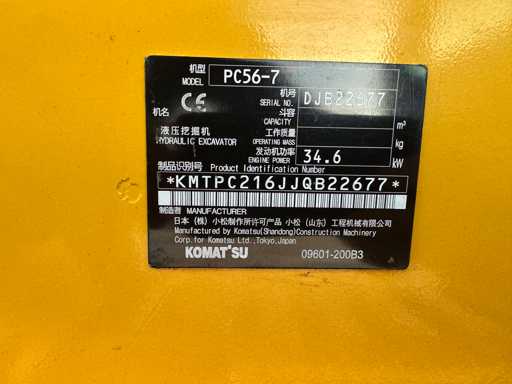 机型
MODEL PC56-7
机号
SERIAL NO. DJB22677
CE
斗容
CAPACITY m³
机名
液压挖掘机
HYDRAULIC EXCAVATOR
OPERATING MASS kg
发动机功率
ENGINE POWER 34.6 kW
制品识别号
Product Identification Number
*KMTPC216JJQB22677*
制造者 MANUFACTURER
日本（株）小松制作所许可产品 小松（山东）工程机械有限公司
Manufactured by Komatsu(Shandong)Construction Machinery
Corp.for Komatsu Ltd.,Tokyo,Japan
KOMATSU 09601-200B3